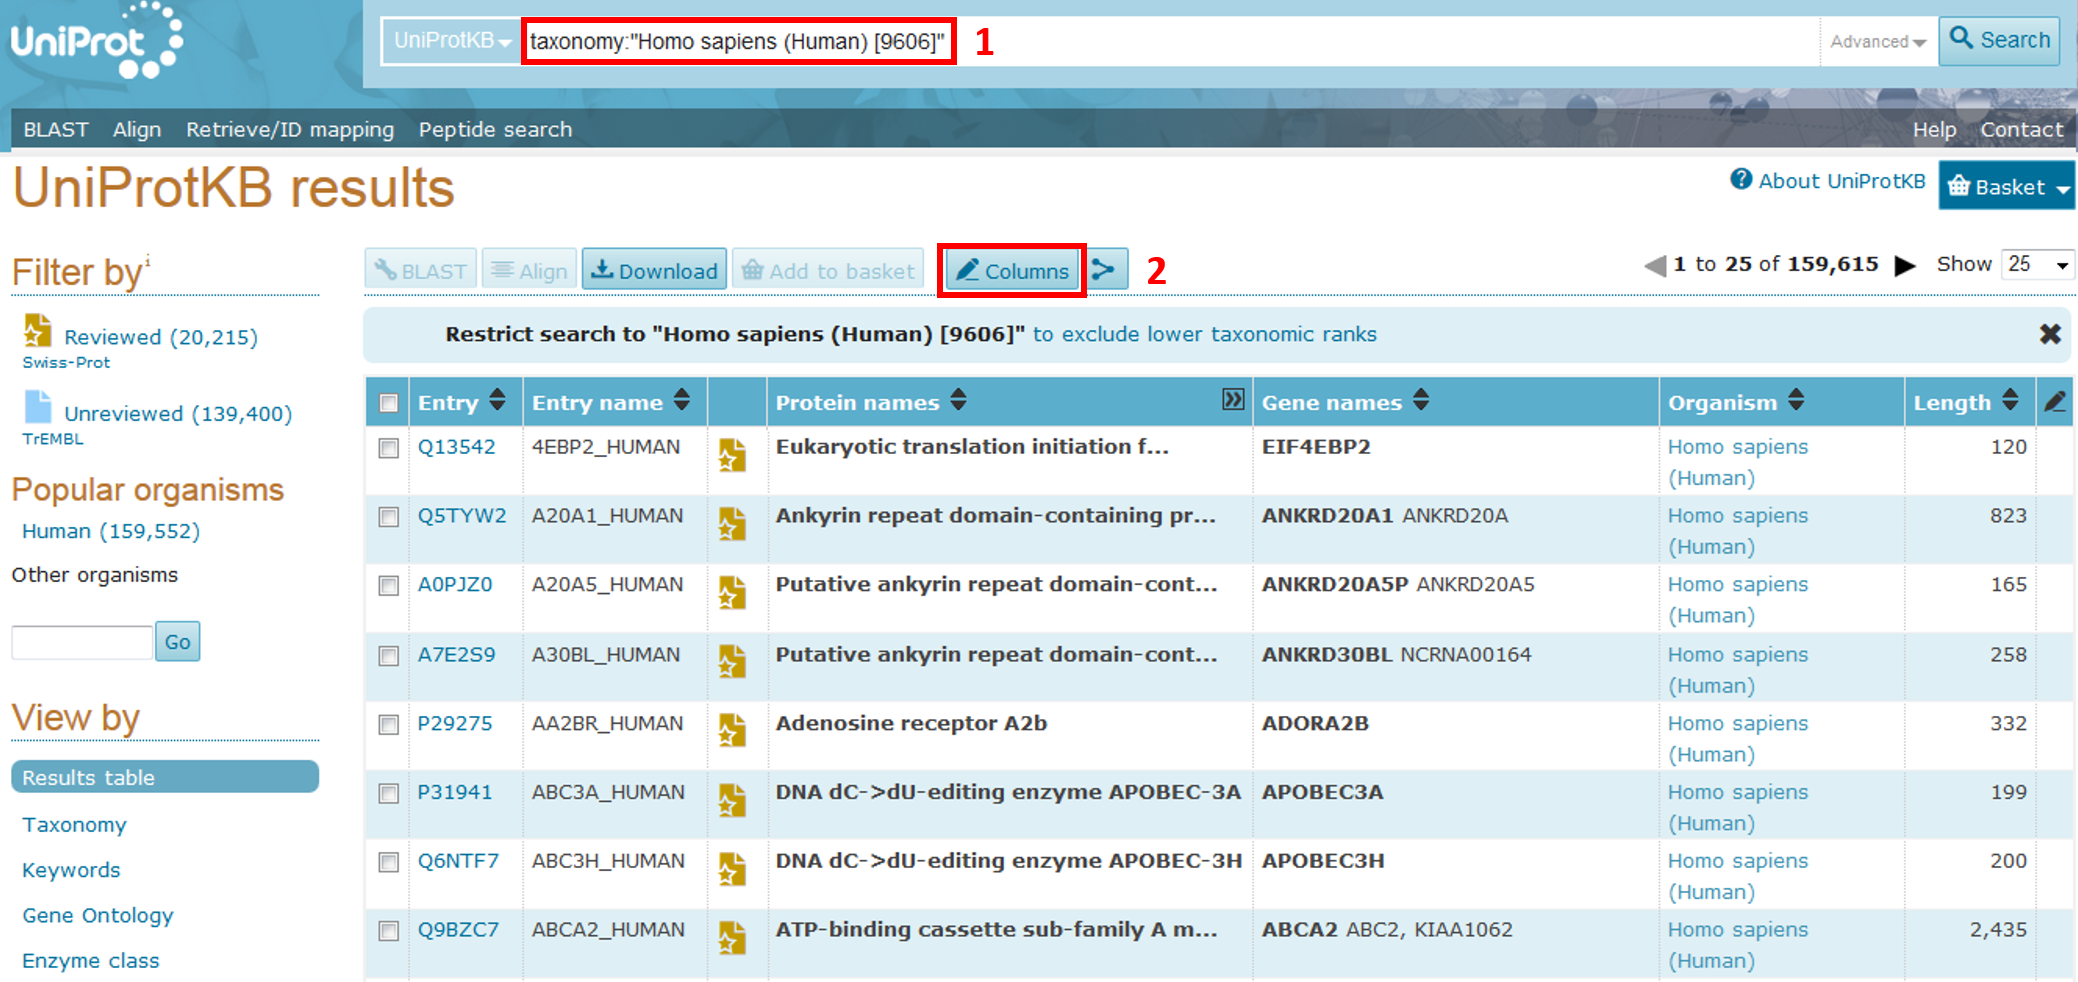 UniProt
UniProtKB
taxonomy:"Homo sapiens (Human) [9606]"
1
Advanced
Search
BLAST Align Retrieve/ID mapping Peptide search
Help Contact
UniProtKB results
About UniProtKB
Basket
Filter by i
BLAST Align Download Add to basket Columns 2
1 to 25 of 159,615 Show 25
Reviewed (20,215)
Swiss-Prot
Unreviewed (139,400)
TrEMBL
Popular organisms
Human (159,552)
Other organisms
Go
View by
Results table
Taxonomy
Keywords
Gene Ontology
Enzyme class
Restrict search to "Homo sapiens (Human) [9606]" to exclude lower taxonomic ranks
Entry Entry name Protein names Gene names Organism Length
Q13542 4EBP2_HUMAN Eukaryotic translation initiation f... EIF4EBP2 Homo sapiens 120
(Human)
Q5TYW2 A20A1_HUMAN Ankyrin repeat domain-containing pr... ANKRD20A1 ANKRD20A Homo sapiens 823
(Human)
A0PJZ0 A20A5_HUMAN Putative ankyrin repeat domain-cont... ANKRD20A5P ANKRD20A5 Homo sapiens 165
(Human)
A7E2S9 A30BL_HUMAN Putative ankyrin repeat domain-cont... ANKRD30BL NCRNA00164 Homo sapiens 258
(Human)
P29275 AA2BR_HUMAN Adenosine receptor A2b ADORA2B Homo sapiens 332
(Human)
P31941 ABC3A_HUMAN DNA dC->dU-editing enzyme APOBEC-3A APOBEC3A Homo sapiens 199
(Human)
Q6NTF7 ABC3H_HUMAN DNA dC->dU-editing enzyme APOBEC-3H APOBEC3H Homo sapiens 200
(Human)
Q9BZC7 ABCA2_HUMAN ATP-binding cassette sub-family A m... ABCA2 ABC2, KIAA1062 Homo sapiens 2,435
(Human)